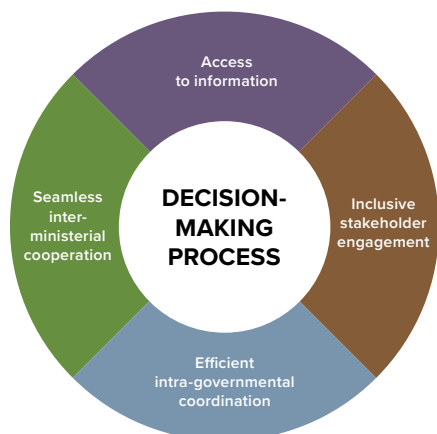 Access
to information
Seamless
inter-
ministerial
cooperation
DECISION-
MAKING
PROCESS
Inclusive
stakeholder
engagement
Efficient
intra-governmental
coordination